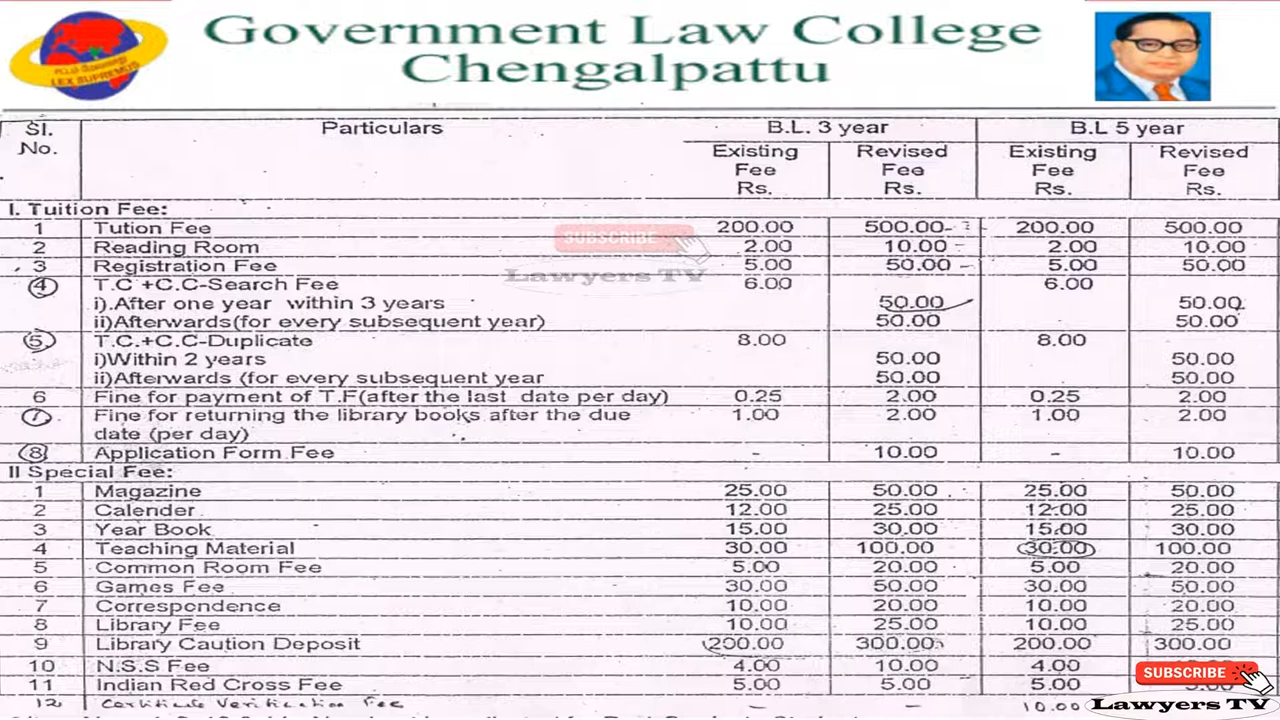 LEX SUPREMUS
Government Law College
Chengalpattu
Sl. No. Particulars B.L. 3 year B.L 5 year
Existing Fee Rs. Revised Fee Rs. Existing Fee Rs. Revised Fee Rs.
I. Tuition Fee:
1 Tution Fee 200.00 500.00 200.00 500.00
2 Reading Room 2.00 10.00 2.00 10.00
3 Registration Fee 5.00 50.00 5.00 50.00
4 T.C +C.C-Search Fee 6.00 6.00
i).After one year within 3 years 50.00 50.00
ii)Afterwards(for every subsequent year) 50.00 50.00
5 T.C.+C.C-Duplicate 8.00 8.00
i)Within 2 years 50.00 50.00
ii)Afterwards (for every subsequent year 50.00 50.00
6 Fine for payment of T.F(after the last date per day) 0.25 2.00 0.25 2.00
7 Fine for returning the library books after the due 1.00 2.00 1.00 2.00
date (per day)
8 Application Form Fee - 10.00 - 10.00
II Special Fee:
1 Magazine 25.00 50.00 25.00 50.00
2 Calender 12.00 25.00 12.00 25.00
3 Year Book 15.00 30.00 15.00 30.00
4 Teaching Material 30.00 100.00 30.00 100.00
5 Common Room Fee 5.00 20.00 5.00 20.00
6 Games Fee 30.00 50.00 30.00 50.00
7 Correspondence 10.00 20.00 10.00 20.00
8 Library Fee 10.00 25.00 10.00 25.00
9 Library Caution Deposit 200.00 300.00 200.00 300.00
10 N.S.S Fee 4.00 10.00 4.00
11 Indian Red Cross Fee 5.00 5.00 5.00
12 Certificate Verification Fee - - 10.00
SUBSCRIBE
Lawyers TV
SUBSCRIBE
Lawyers TV